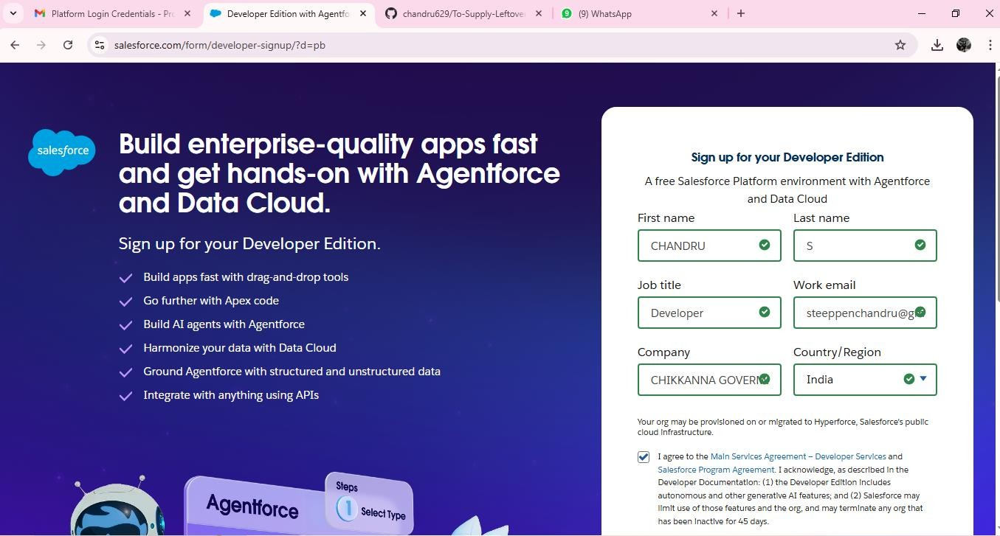 Platform Login Credentials - Pro
Developer Edition with Agentfo
chandru629/To-Supply-Leftover
(9) WhatsApp
salesforce.com/form/developer-signup/?d=pb
salesforce
Build enterprise-quality apps fast
and get hands-on with Agentforce
and Data Cloud.
Sign up for your Developer Edition.
Build apps fast with drag-and-drop tools
Go further with Apex code
Build AI agents with Agentforce
Harmonize your data with Data Cloud
Ground Agentforce with structured and unstructured data
Integrate with anything using APIs
Agentforce
Steps
1 Select Type
Sign up for your Developer Edition
A free Salesforce Platform environment with Agentforce
and Data Cloud
First name
Last name
CHANDRU
S
Job title
Work email
Developer
steeppenchandru@g
Company
Country/Region
CHIKKANNA GOVERN
India
Your org may be provisioned on or migrated to Hyperforce, Salesforce's public
cloud infrastructure.
I agree to the Main Services Agreement – Developer Services and
Salesforce Program Agreement. I acknowledge, as described in the
Developer Documentation: (1) the Developer Edition includes
autonomous and other generative AI features; and (2) Salesforce may
limit use of those features and the org, and may terminate any org that
has been inactive for 45 days.